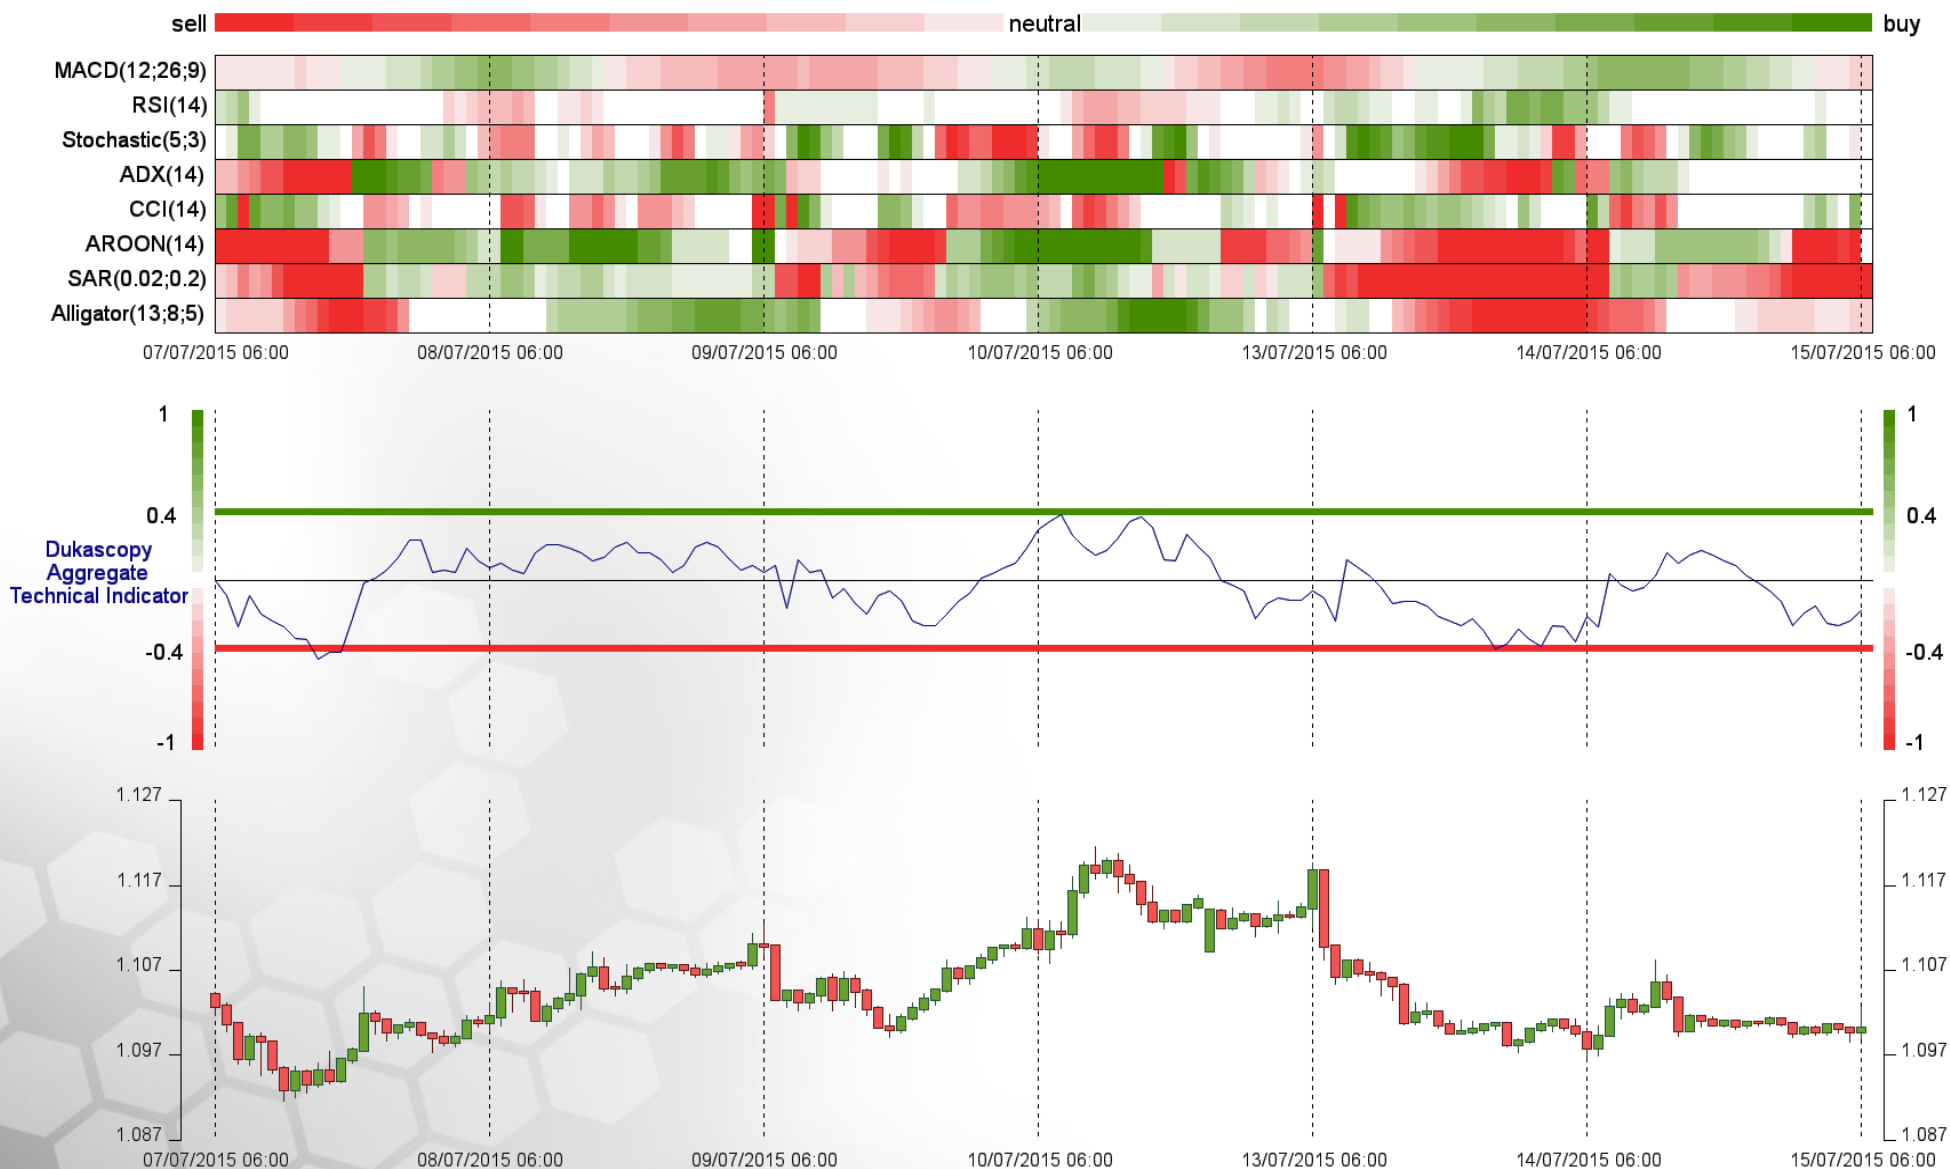 sell neutral buy
MACD(12;26;9)
RSI(14)
Stochastic(5;3)
ADX(14)
CCI(14)
AROON(14)
SAR(0.02;0.2)
Alligator(13;8;5)
07/07/2015 06:00 08/07/2015 06:00 09/07/2015 06:00 10/07/2015 06:00 13/07/2015 06:00 14/07/2015 06:00 15/07/2015 06:00
1 1
0.4 0.4
Dukascopy
Aggregate
Technical Indicator
-0.4 -0.4
-1 -1
1.127 1.127
1.117 1.117
1.107 1.107
1.097 1.097
1.087 1.087
07/07/2015 06:00 08/07/2015 06:00 09/07/2015 06:00 10/07/2015 06:00 13/07/2015 06:00 14/07/2015 06:00 15/07/2015 06:00